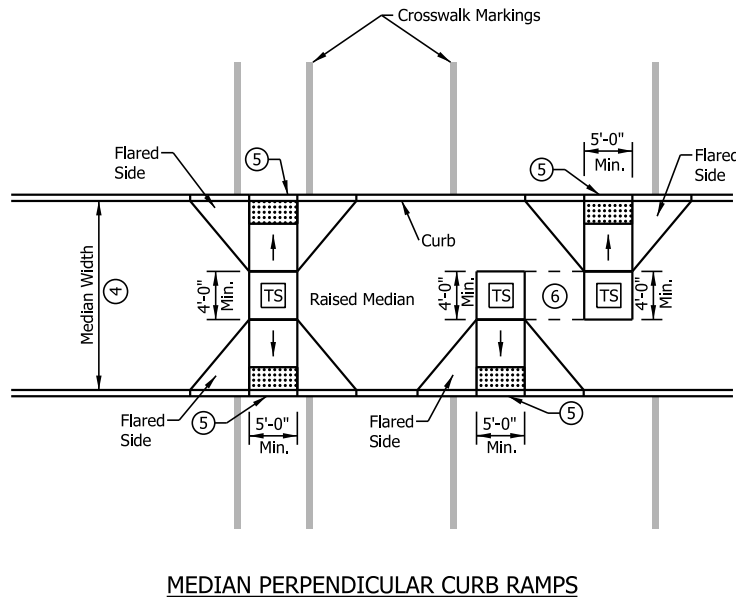 Crosswalk Markings
5'-0"
Min.
Flared
Side
5
5
Flared
Side
Curb
Median Width
4
4'-0"
Min.
TS
Raised Median
4'-0"
Min.
TS
6
TS
4'-0"
Min.
Flared
Side
5
5'-0"
Min.
Flared
Side
5'-0"
Min.
5
MEDIAN PERPENDICULAR CURB RAMPS